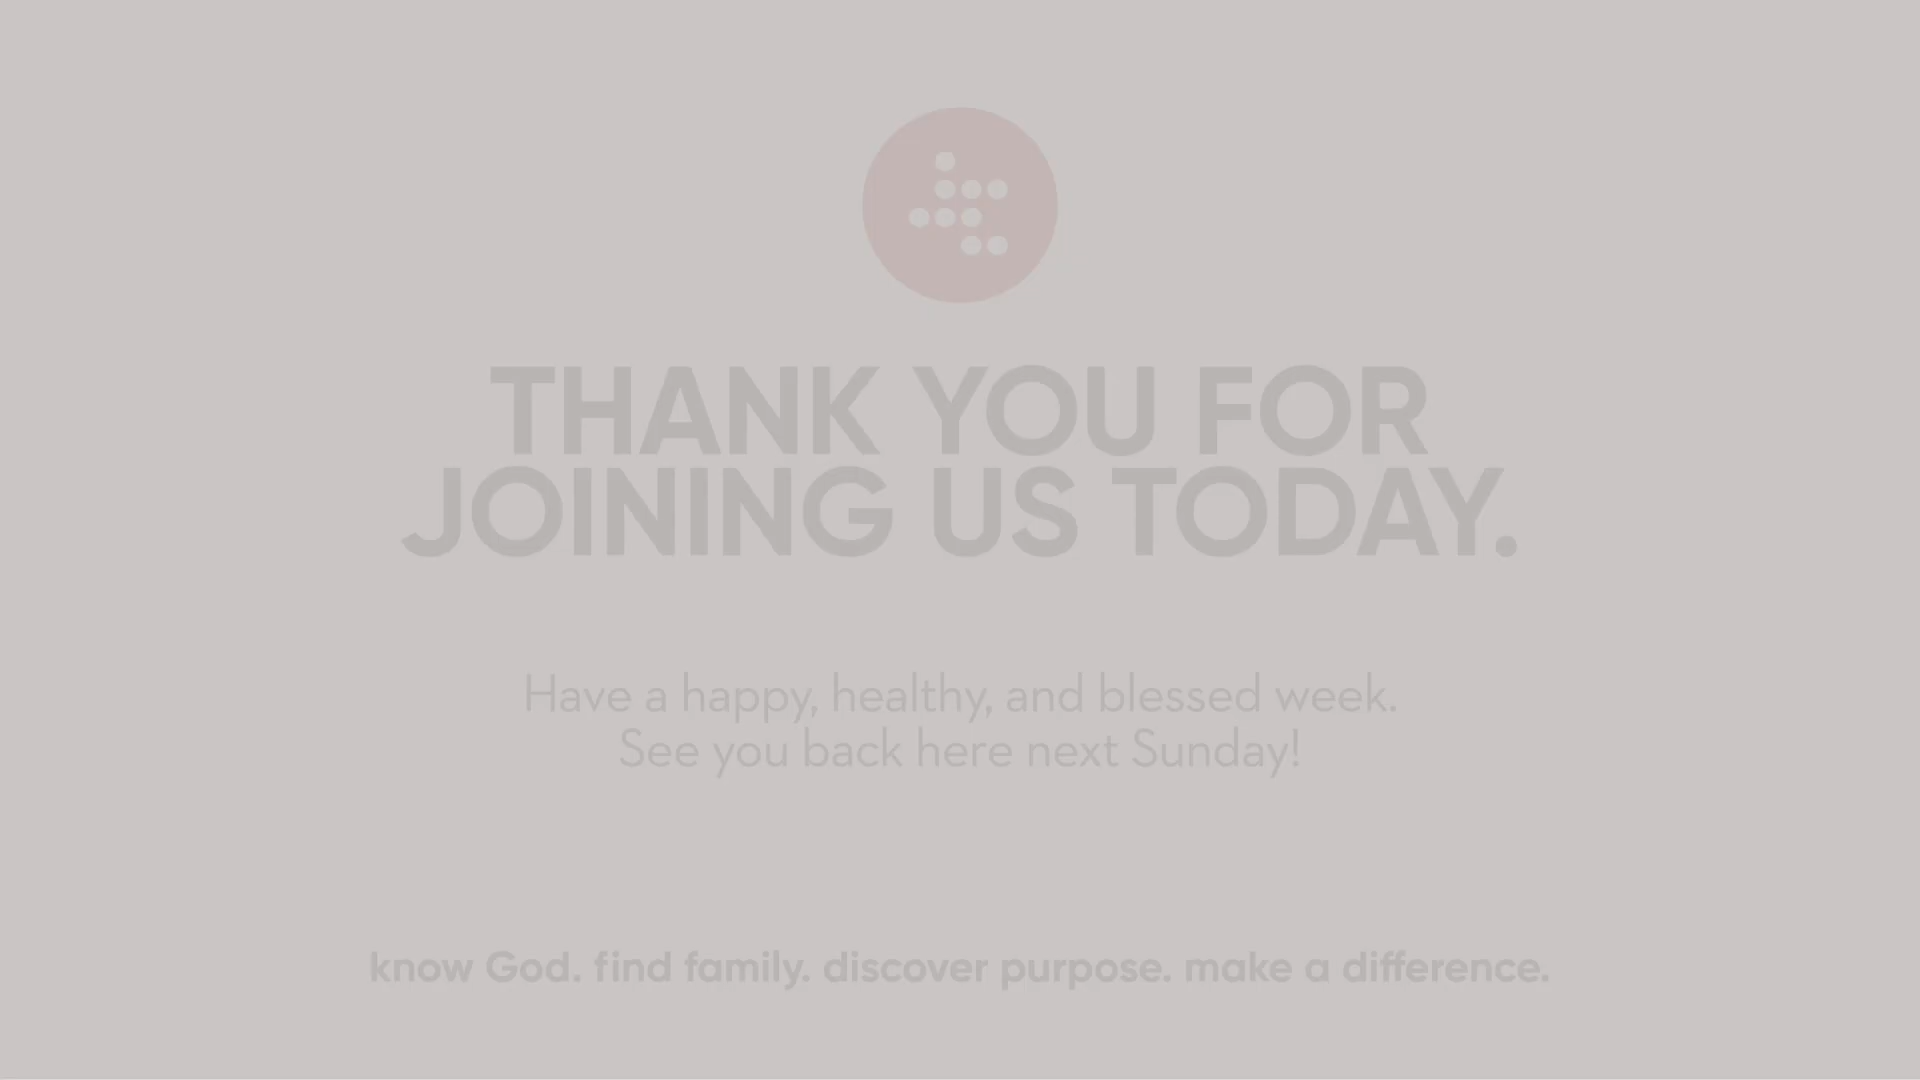 THANK YOU FOR
JOINING US TODAY.
Have a happy, healthy, and blessed week.
See you back here next Sunday!
know God. find family. discover purpose. make a difference.